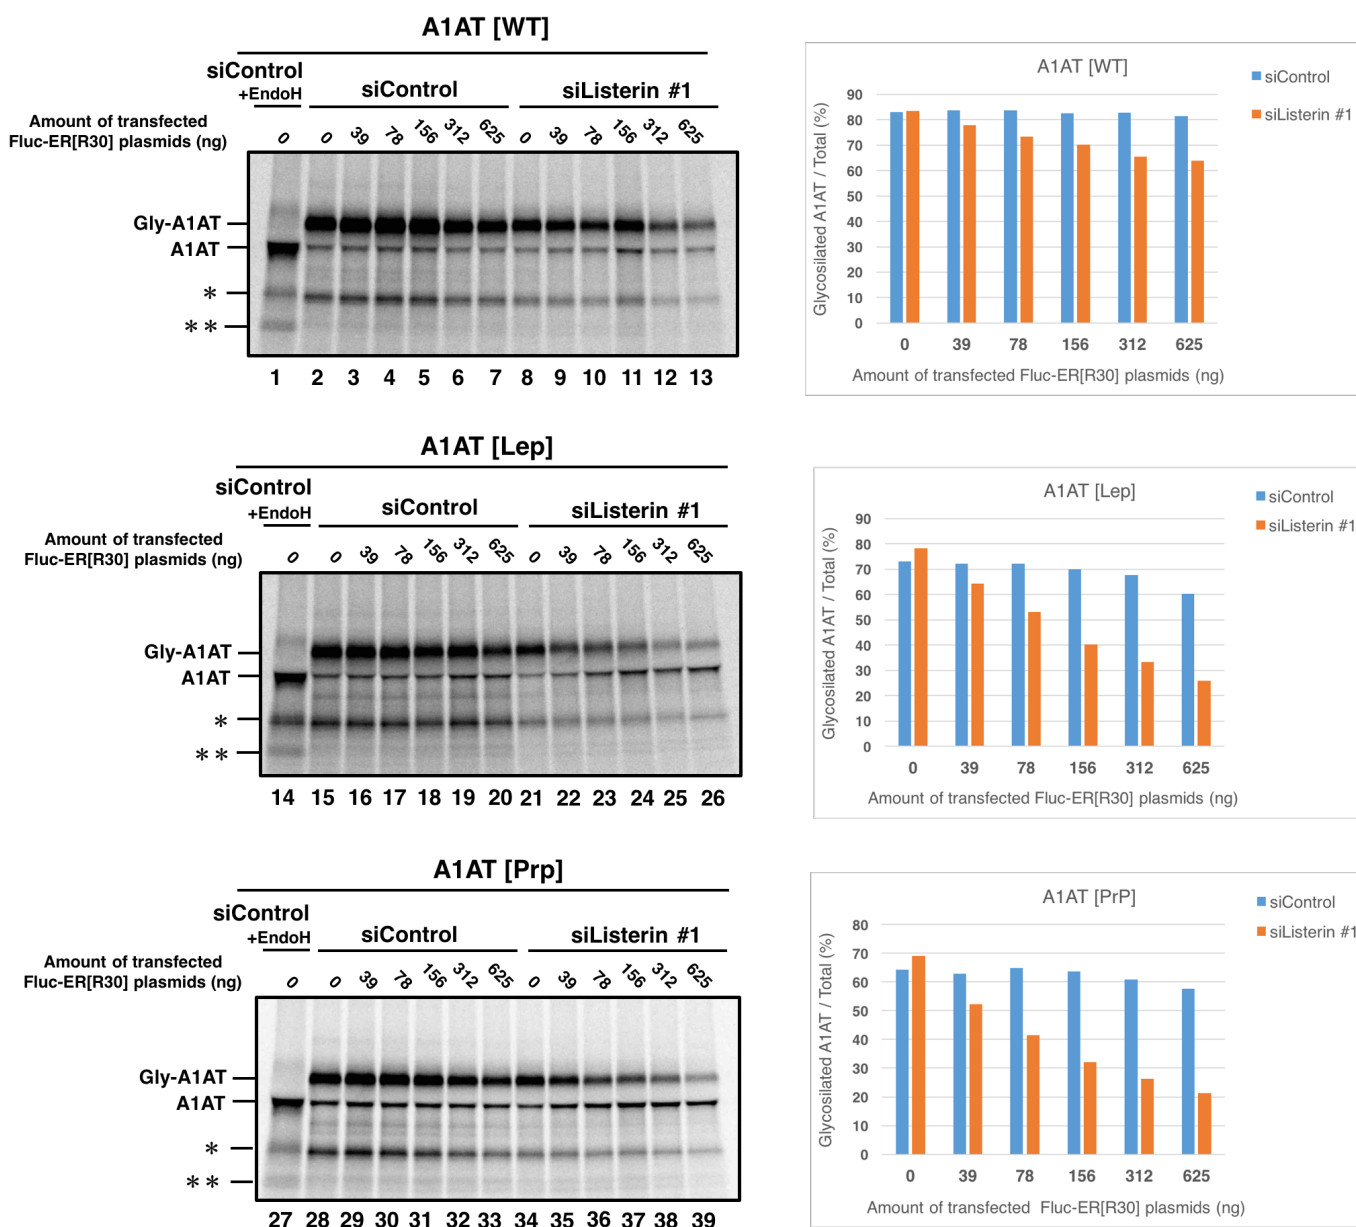 A1AT [WT]
siControl
+EndoH
siControl
siListerin #1
Amount of transfected
Fluc-ER[R30] plasmids (ng)
0 0 39 78 156 312 625 0 39 78 156 312 625
Gly-A1AT
A1AT
*
**
1 2 3 4 5 6 7 8 9 10 11 12 13
A1AT [WT]
siControl
siListerin #1
Glycosilated A1AT / Total (%)
90
80
70
60
50
40
30
20
10
0
0 39 78 156 312 625
Amount of transfected Fluc-ER[R30] plasmids (ng)
A1AT [Lep]
siControl
+EndoH
siControl
siListerin #1
Amount of transfected
Fluc-ER[R30] plasmids (ng)
0 0 39 78 156 312 625 0 39 78 156 312 625
Gly-A1AT
A1AT
*
**
14 15 16 17 18 19 20 21 22 23 24 25 26
A1AT [Lep]
siControl
siListerin #1
Glycosilated A1AT / Total (%)
90
80
70
60
50
40
30
20
10
0
0 39 78 156 312 625
Amount of transfected Fluc-ER[R30] plasmids (ng)
A1AT [Prp]
siControl
+EndoH
siControl
siListerin #1
Amount of transfected
Fluc-ER[R30] plasmids (ng)
0 0 39 78 156 312 625 0 39 78 156 312 625
Gly-A1AT
A1AT
*
**
27 28 29 30 31 32 33 34 35 36 37 38 39
A1AT [PrP]
siControl
siListerin #1
Glycosilated A1AT / Total (%)
80
70
60
50
40
30
20
10
0
0 39 78 156 312 625
Amount of transfected Fluc-ER[R30] plasmids (ng)